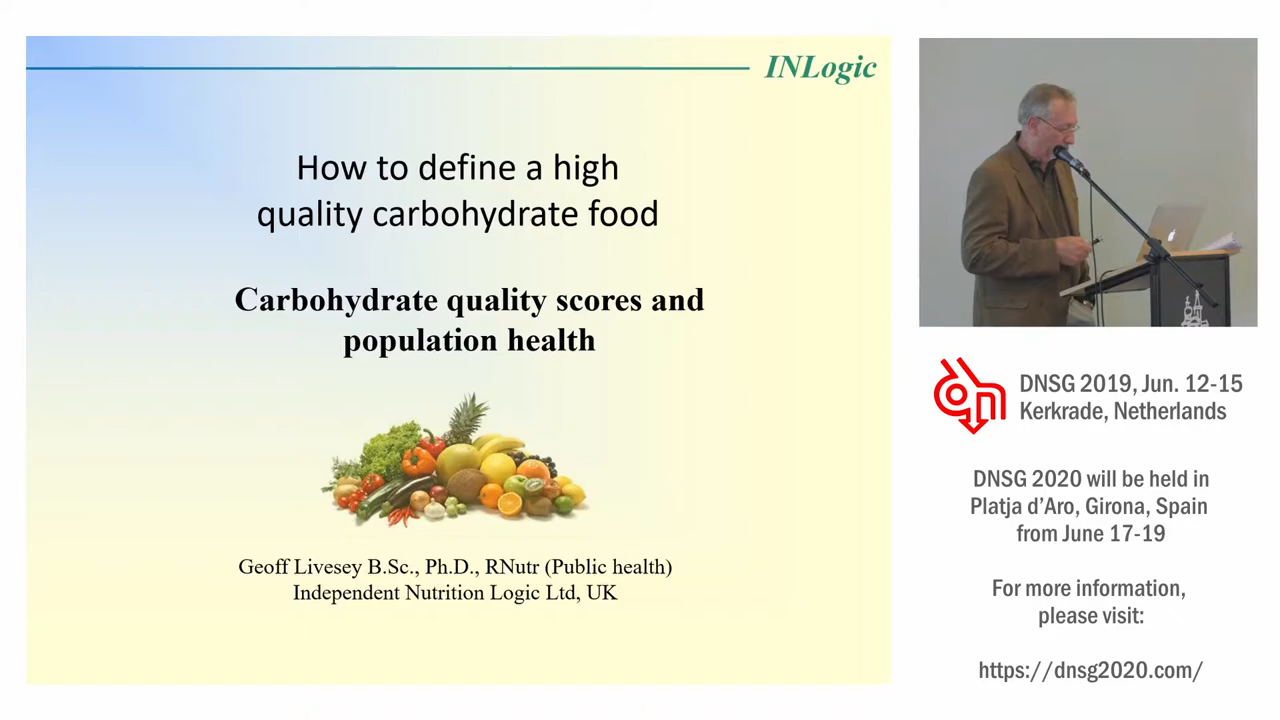 INLogic
How to define a high
quality carbohydrate food
Carbohydrate quality scores and
population health
Geoff Livesey B.Sc., Ph.D., RNutr (Public health)
Independent Nutrition Logic Ltd, UK
DNSG 2019, Jun. 12-15
Kerkrade, Netherlands
DNSG 2020 will be held in
Platja d’Aro, Girona, Spain
from June 17-19
For more information,
please visit:
https://dnsg2020.com/